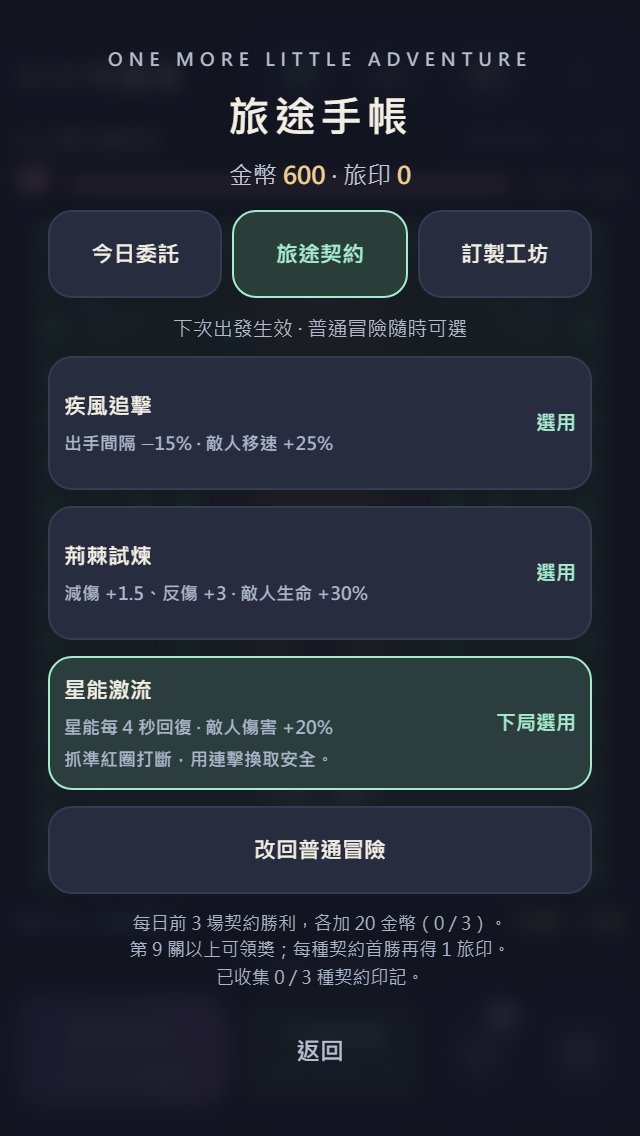 ONE MORE LITTLE ADVENTURE
旅途手帳
金幣 600 · 旅印 0
今日委託
旅途契約
訂製工坊
下次出發生效 · 普通冒險隨時可選
疾風追擊
出手間隔 −15% · 敵人移速 +25%
選用
荊棘試煉
減傷 +1.5、反傷 +3 · 敵人生命 +30%
選用
星能激流
星能每 4 秒回復 · 敵人傷害 +20%
抓準紅圈打斷，用連擊換取安全。
下局選用
改回普通冒險
每日前 3 場契約勝利，各加 20 金幣（0 / 3）。
第 9 關以上可領獎；每種契約首勝再得 1 旅印。
已收集 0 / 3 種契約印記。
返回